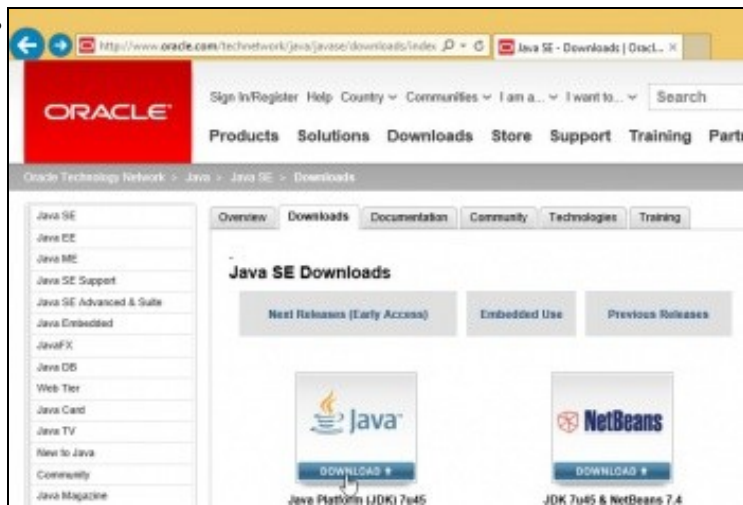 http://www.oracle.com/technetwork/java/javase/downloads/index
Java SE - Downloads | Oracl...
ORACLE
Sign In/Register Help Country Communities I am a... I want to... Search
Products Solutions Downloads Store Support Training Partn
Oracle Technology Network > Java > Java SE > Downloads
Java SE
Java EE
Java ME
Java SE Support
Java SE Advanced & Suite
Java Embedded
JavaFX
Java DB
Web Tier
Java Card
Java TV
New to Java
Community
Java Magazine
Overview Downloads Documentation Community Technologies Training
Java SE Downloads
Next Releases (Early Access) Embedded Use Previous Releases
Java
DOWNLOAD
Java Platform (JDK) 7u45
NetBeans
DOWNLOAD
JDK 7u45 & NetBeans 7.4